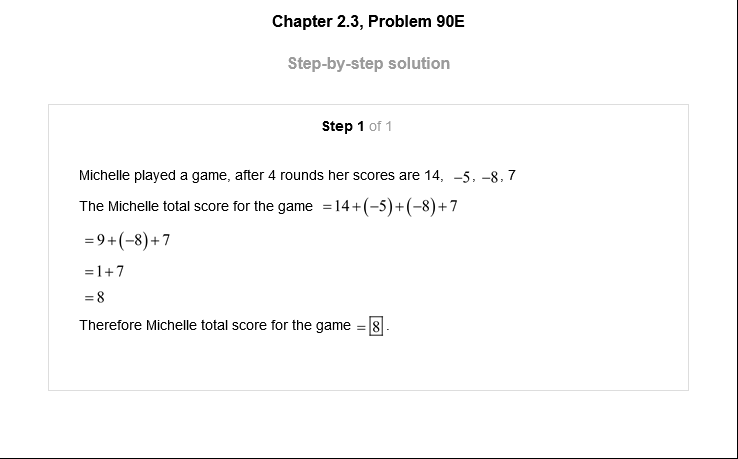 Chapter 2.3, Problem 90E
Step-by-step solution
Step 1 of 1
Michelle played a game, after 4 rounds her scores are 14, −5, −8, 7
The Michelle total score for the game =14+(−5)+(−8)+7
=9+(−8)+7
=1+7
=8
Therefore Michelle total score for the game = 8.